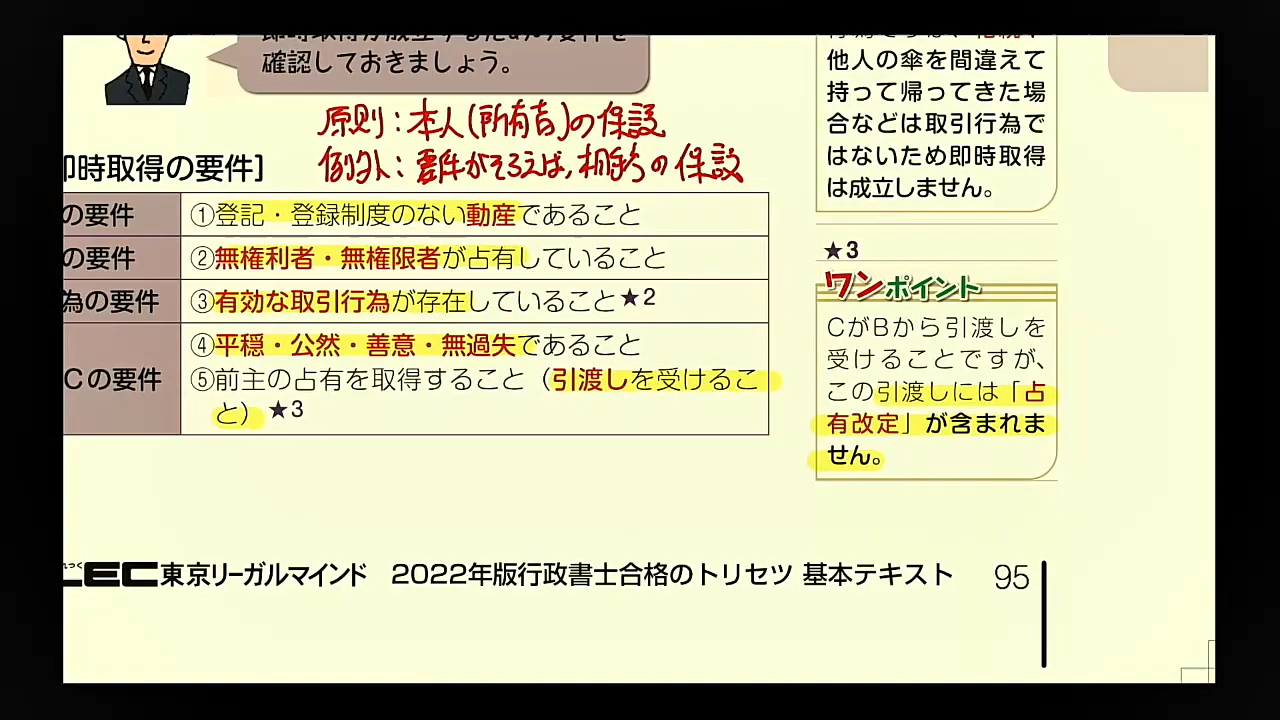 確認しておきましょう。
原則：本人(所有者)の保護
例外：要件がそろえば，相手方の保護
即時取得の要件]
の要件
①登記・登録制度のない動産であること
の要件
②無権利者・無権限者が占有していること
為の要件
③有効な取引行為が存在していること★2
Cの要件
④平穏・公然・善意・無過失であること
⑤前主の占有を取得すること（引渡しを受けるこ
と）★3
他人の傘を間違えて
持って帰ってきた場
合などは取引行為で
はないため即時取得
は成立しません。
★3
ワンポイント
CがBから引渡しを
受けることですが、
この引渡しには「占
有改定」が含まれま
せん。
LEC東京リーガルマインド 2022年版行政書士合格のトリセツ 基本テキスト 95